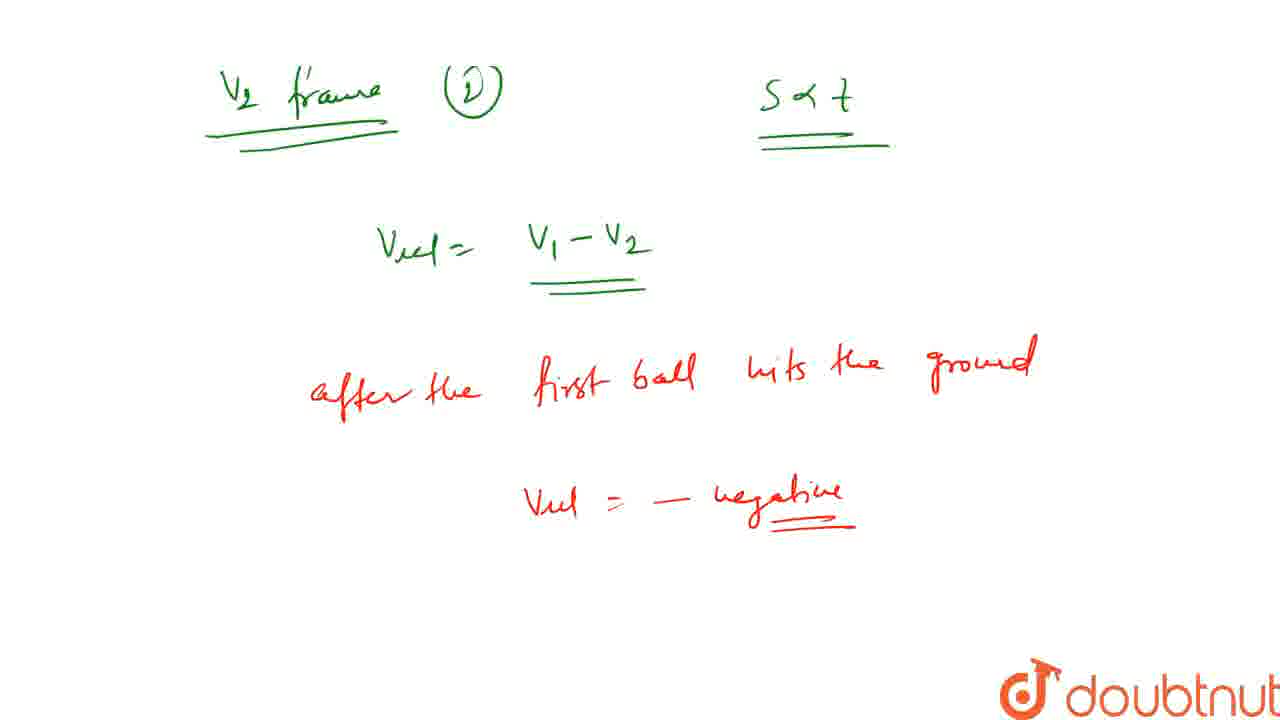 V₂ frame ② S ∝ t
Vrel = V₁ – V₂
after the first ball hits the ground
Vrel = – negative
doubtnut